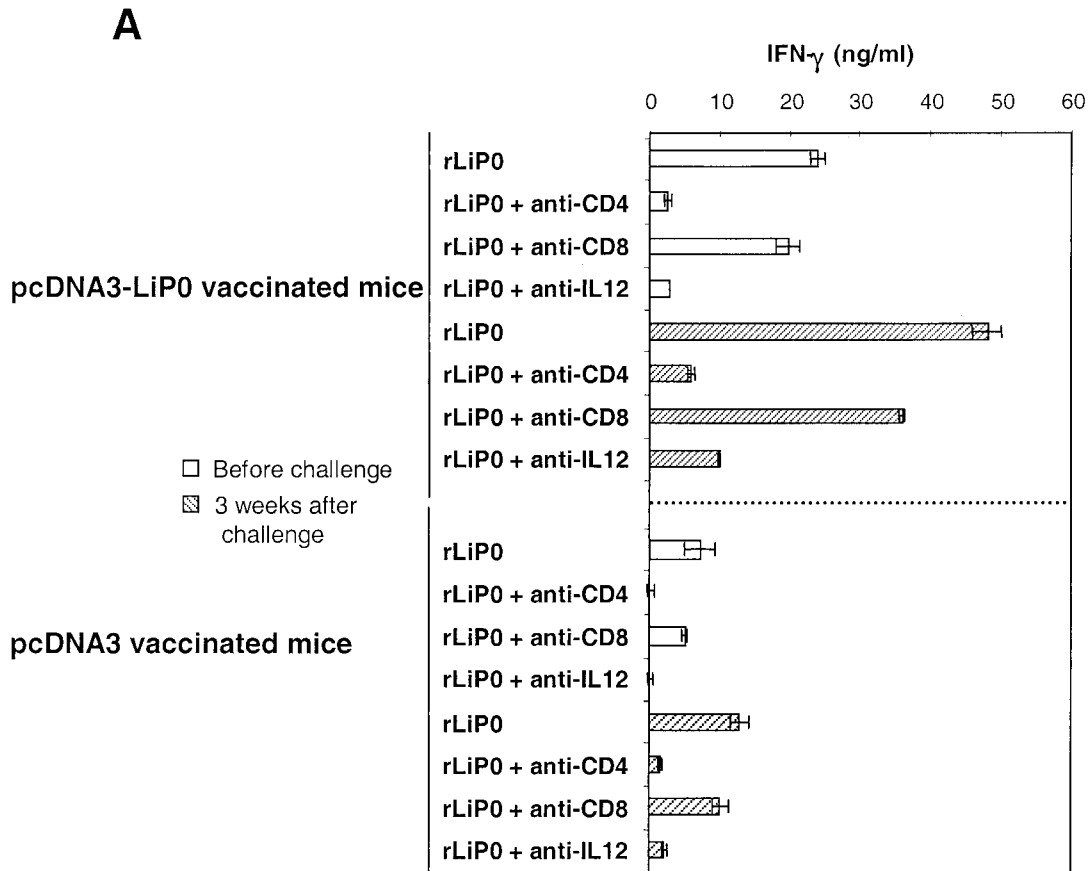 A
IFN-γ (ng/ml)
0 10 20 30 40 50 60
rLiP0
rLiP0 + anti-CD4
rLiP0 + anti-CD8
pcDNA3-LiP0 vaccinated mice
rLiP0 + anti-IL12
rLiP0
rLiP0 + anti-CD4
rLiP0 + anti-CD8
rLiP0 + anti-IL12
Before challenge
3 weeks after
challenge
rLiP0
rLiP0 + anti-CD4
rLiP0 + anti-CD8
pcDNA3 vaccinated mice
rLiP0 + anti-IL12
rLiP0
rLiP0 + anti-CD4
rLiP0 + anti-CD8
rLiP0 + anti-IL12